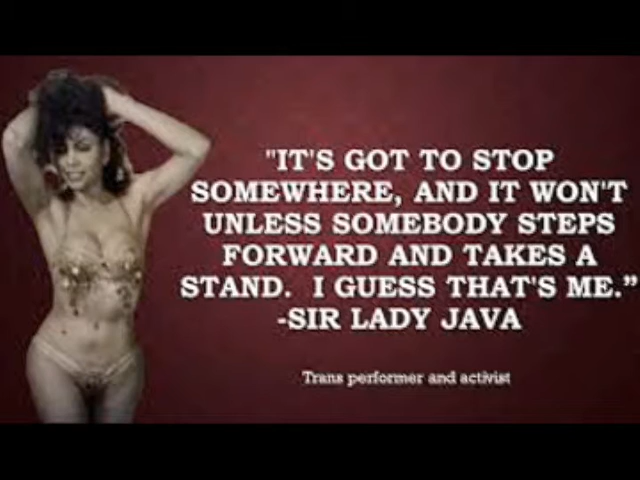 "IT'S GOT TO STOP
SOMEWHERE, AND IT WON'T
UNLESS SOMEBODY STEPS
FORWARD AND TAKES A
STAND. I GUESS THAT'S ME.”
-SIR LADY JAVA
Trans performer and activist